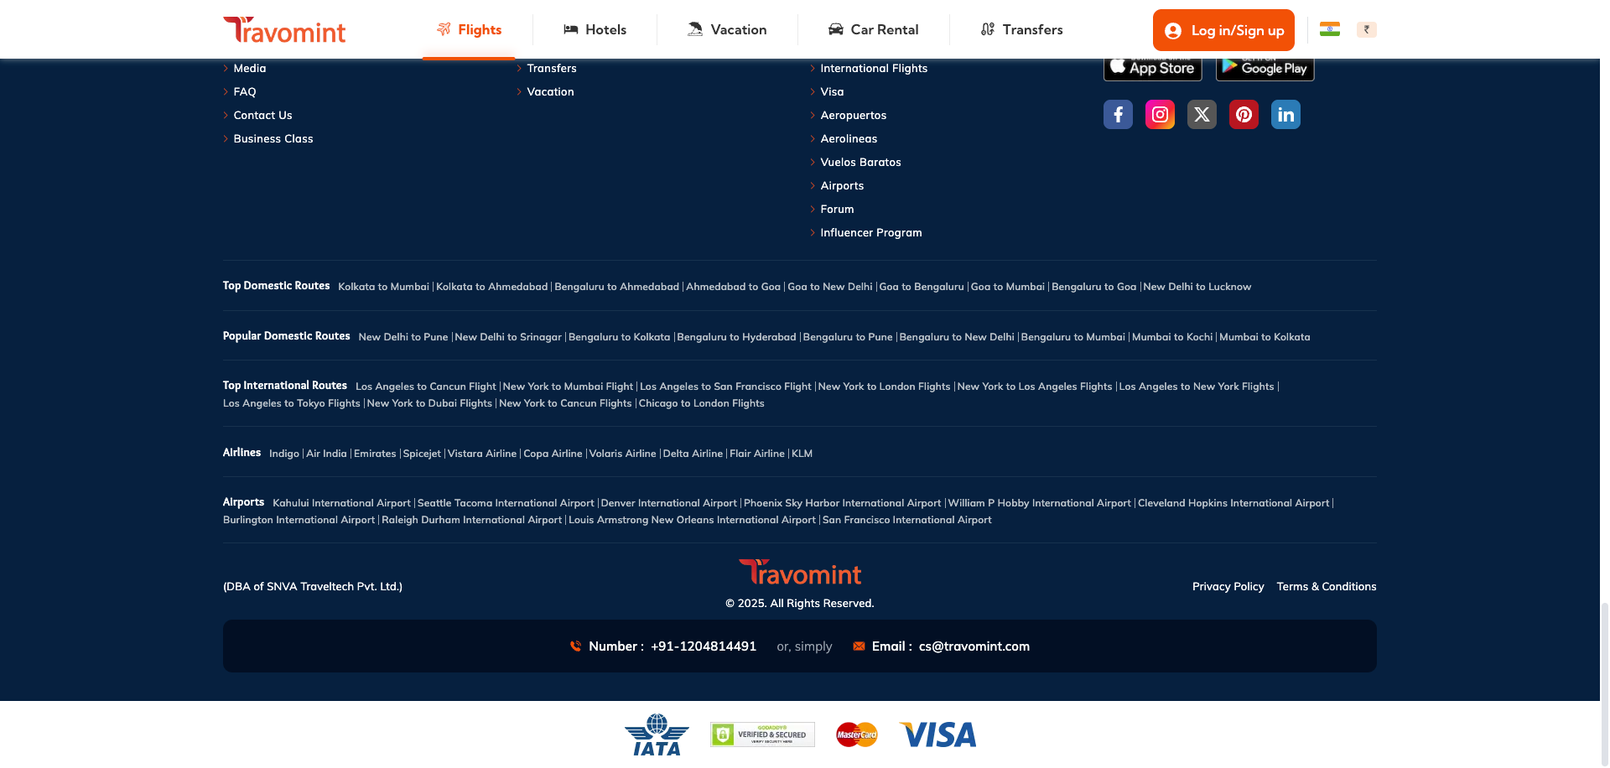 Travomint
Flights
Hotels
Vacation
Car Rental
Transfers
Log in/Sign up
₹
Media
FAQ
Contact Us
Business Class
Transfers
Vacation
International Flights
Visa
Aeropuertos
Aerolineas
Vuelos Baratos
Airports
Forum
Influencer Program
App Store
Google Play
Top Domestic Routes Kolkata to Mumbai | Kolkata to Ahmedabad | Bengaluru to Ahmedabad | Ahmedabad to Goa | Goa to New Delhi | Goa to Bengaluru | Goa to Mumbai | Bengaluru to Goa | New Delhi to Lucknow
Popular Domestic Routes New Delhi to Pune | New Delhi to Srinagar | Bengaluru to Kolkata | Bengaluru to Hyderabad | Bengaluru to Pune | Bengaluru to New Delhi | Bengaluru to Mumbai | Mumbai to Kochi | Mumbai to Kolkata
Top International Routes Los Angeles to Cancun Flight | New York to Mumbai Flight | Los Angeles to San Francisco Flight | New York to London Flights | New York to Los Angeles Flights | Los Angeles to New York Flights |
Los Angeles to Tokyo Flights | New York to Dubai Flights | New York to Cancun Flights | Chicago to London Flights
Airlines Indigo | Air India | Emirates | Spicejet | Vistara Airline | Copa Airline | Volaris Airline | Delta Airline | Flair Airline | KLM
Airports Kahului International Airport | Seattle Tacoma International Airport | Denver International Airport | Phoenix Sky Harbor International Airport | William P Hobby International Airport | Cleveland Hopkins International Airport |
Burlington International Airport | Raleigh Durham International Airport | Louis Armstrong New Orleans International Airport | San Francisco International Airport
(DBA of SNVA Traveltech Pvt. Ltd.)
Travomint
© 2025. All Rights Reserved.
Privacy Policy Terms & Conditions
Number : +91-1204814491 or, simply Email : cs@travomint.com
IATA
GODADDY
VERIFIED & SECURED
VERIFY SECURITY HERE
MasterCard
VISA